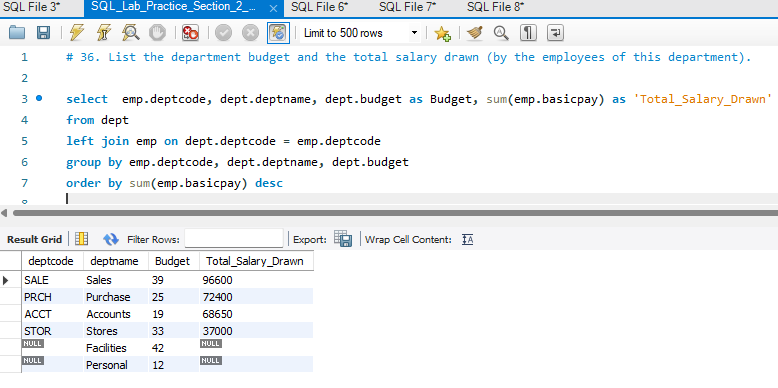 SQL File 3* SQL_Lab_Practice_Section_2_... SQL File 6* SQL File 7* SQL File 8*
Limit to 500 rows
1 # 36. List the department budget and the total salary drawn (by the employees of this department).
2
3 select emp.deptcode, dept.deptname, dept.budget as Budget, sum(emp.basicpay) as 'Total_Salary_Drawn'
4 from dept
5 left join emp on dept.deptcode = emp.deptcode
6 group by emp.deptcode, dept.deptname, dept.budget
7 order by sum(emp.basicpay) desc
8
Result Grid Filter Rows: Export: Wrap Cell Content: IA
deptcode deptname Budget Total_Salary_Drawn
SALE Sales 39 96600
PRCH Purchase 25 72400
ACCT Accounts 19 68650
STOR Stores 33 37000
NULL Facilities 42 NULL
NULL Personal 12 NULL